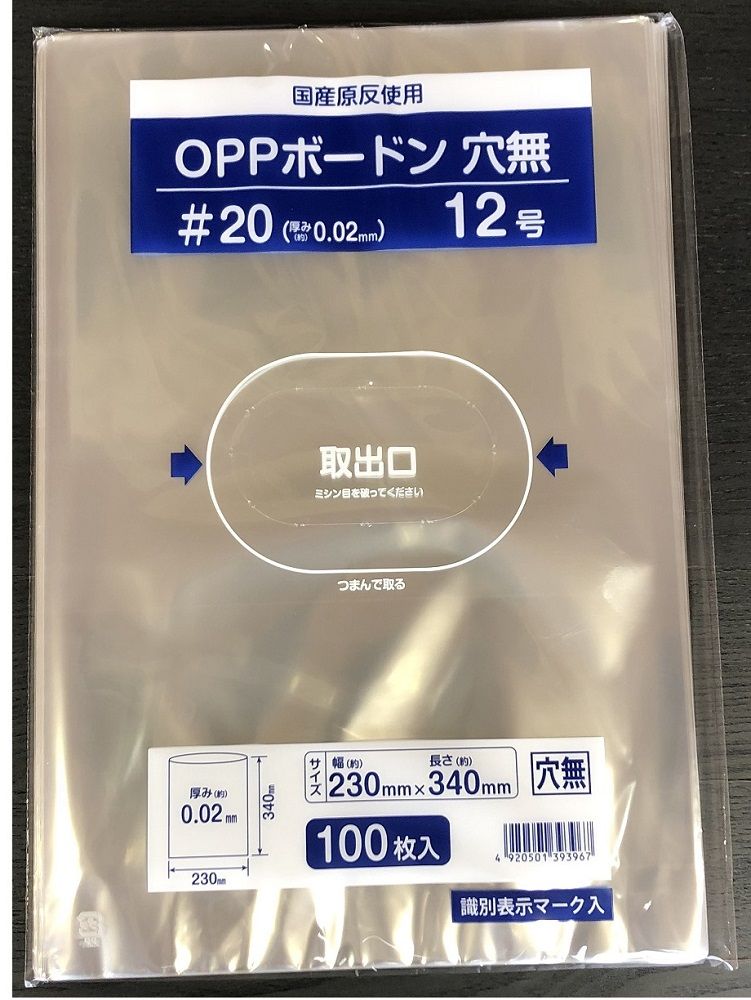 国産原反使用
OPPボードン 穴無
#20 (厚み(約)0.02mm) 12号
取出口
ミシン目を破ってください
つまんで取る
厚み(約)
0.02mm
340mm
230mm
サイズ
幅(約) 長さ(約)
230mm×340mm
穴無
100枚入
4 920501 393967
識別表示マーク入